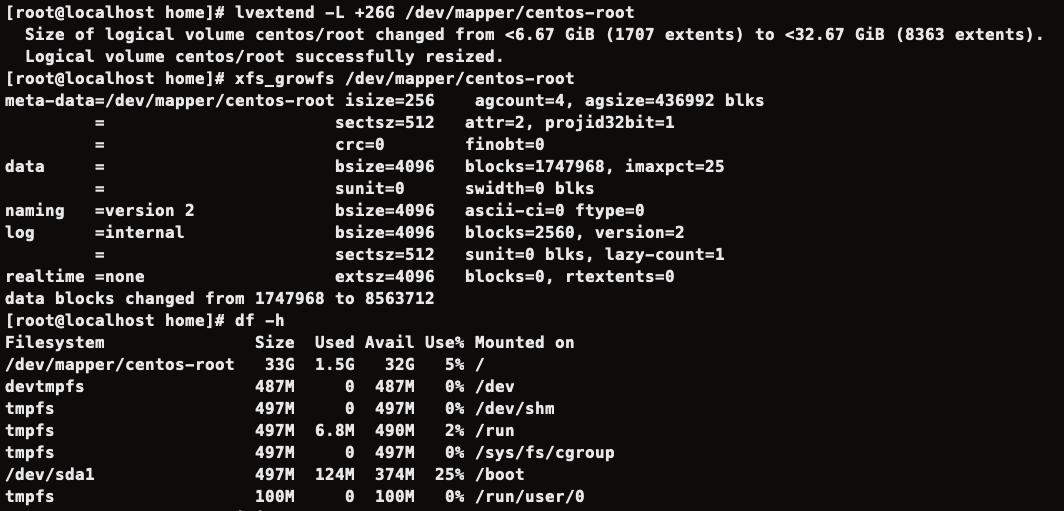 [root@localhost home]# lvextend -L +26G /dev/mapper/centos-root
  Size of logical volume centos/root changed from <6.67 GiB (1707 extents) to <32.67 GiB (8363 extents).
  Logical volume centos/root successfully resized.
[root@localhost home]# xfs_growfs /dev/mapper/centos-root
meta-data=/dev/mapper/centos-root isize=256    agcount=4, agsize=436992 blks
         =                       sectsz=512   attr=2, projid32bit=1
         =                       crc=0        finobt=0
data     =                       bsize=4096   blocks=1747968, imaxpct=25
         =                       sunit=0      swidth=0 blks
naming   =version 2              bsize=4096   ascii-ci=0 ftype=0
log      =internal               bsize=4096   blocks=2560, version=2
         =                       sectsz=512   sunit=0 blks, lazy-count=1
realtime =none                   extsz=4096   blocks=0, rtextents=0
data blocks changed from 1747968 to 8563712
[root@localhost home]# df -h
Filesystem               Size  Used Avail Use% Mounted on
/dev/mapper/centos-root   33G  1.5G   32G   5% /
devtmpfs                 487M     0  487M   0% /dev
tmpfs                    497M     0  497M   0% /dev/shm
tmpfs                    497M  6.8M  490M   2% /run
tmpfs                    497M     0  497M   0% /sys/fs/cgroup
/dev/sda1                497M  124M  374M  25% /boot
tmpfs                    100M     0  100M   0% /run/user/0